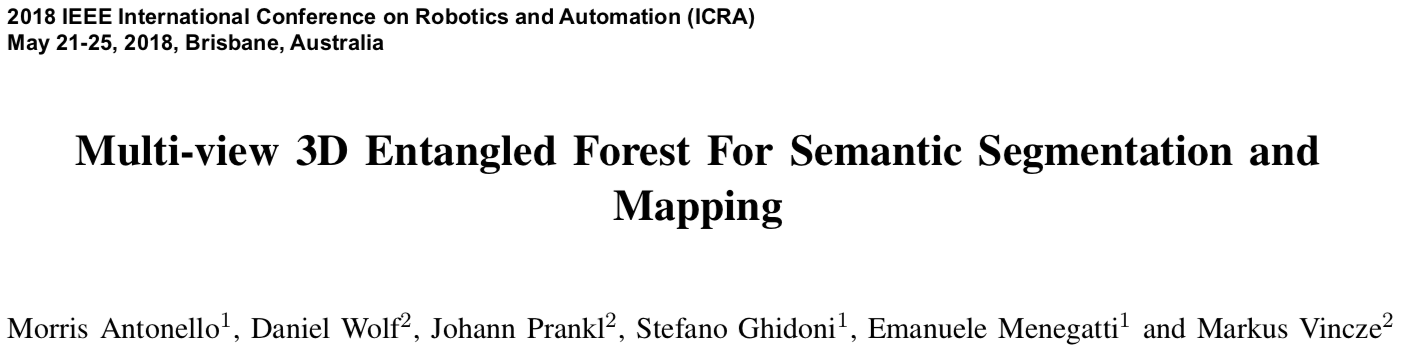 2018 IEEE International Conference on Robotics and Automation (ICRA)
May 21-25, 2018, Brisbane, Australia
Multi-view 3D Entangled Forest For Semantic Segmentation and
Mapping
Morris Antonello¹, Daniel Wolf², Johann Prankl², Stefano Ghidoni¹, Emanuele Menegatti¹ and Markus Vincze²